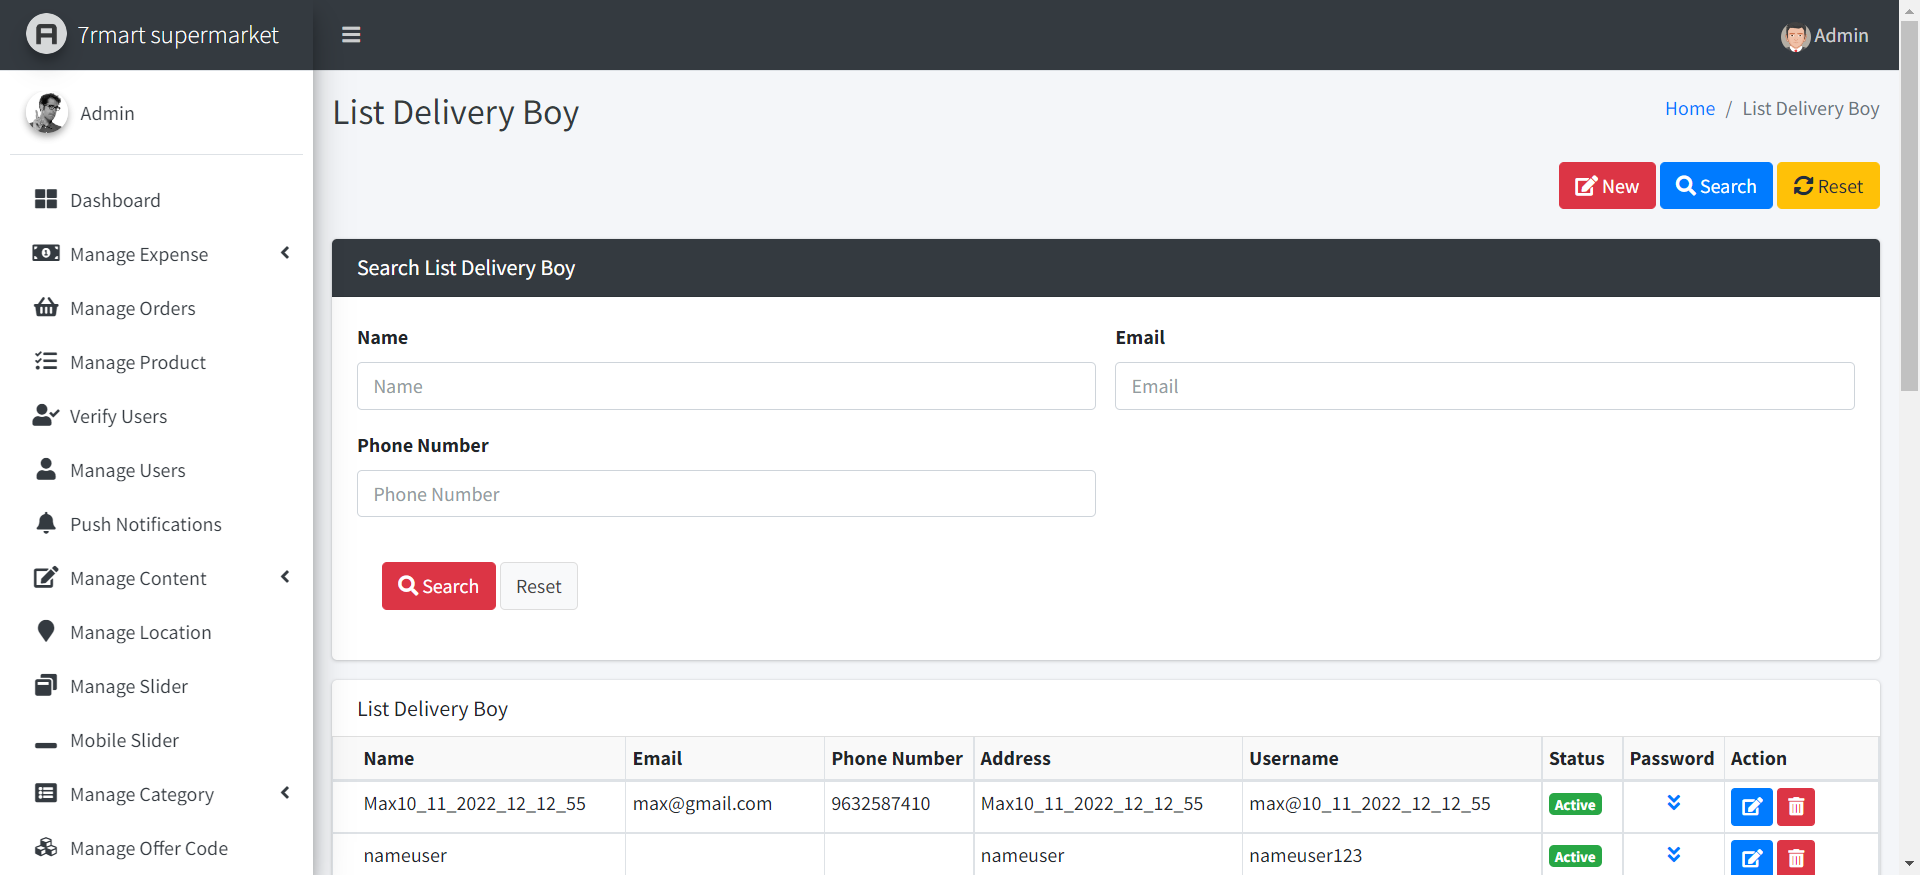 7rmart supermarket
Admin
Admin
Dashboard
Manage Expense
Manage Orders
Manage Product
Verify Users
Manage Users
Push Notifications
Manage Content
Manage Location
Manage Slider
Mobile Slider
Manage Category
Manage Offer Code
List Delivery Boy
Home / List Delivery Boy
New Search Reset
Search List Delivery Boy
Name Email
Name Email
Phone Number
Phone Number
Search Reset
List Delivery Boy
Name Email Phone Number Address Username Status Password Action
Max10_11_2022_12_12_55 max@gmail.com 9632587410 Max10_11_2022_12_12_55 max@10_11_2022_12_12_55 Active
nameuser nameuser nameuser123 Active